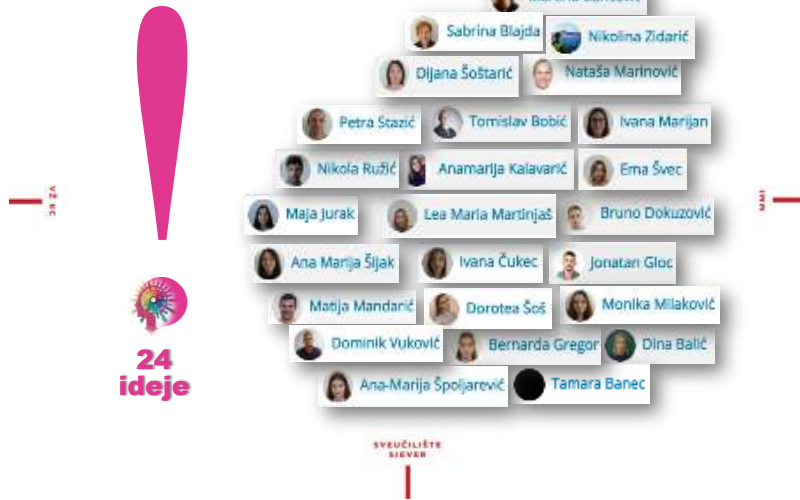 Sabrina Blajda
Nikolina Zidarić
Dijana Šoštarić
Nataša Marinović
Petra Stazić
Tomislav Bobić
Ivana Marijan
Nikola Ružić
Anamarija Kalavarić
Ema Švec
Maja Jurak
Lea Maria Martinjaš
Bruno Dokuzović
Ana Marija Šijak
Ivana Čukec
Jonatan Gloc
Matija Mandarić
Dorotea Šoš
Monika Milaković
Dominik Vuković
Bernarda Gregor
Dina Balić
Ana-Marija Špoljarević
Tamara Banec
VŽ KC
24
ideje
SVEUČILIŠTE
SJEVER